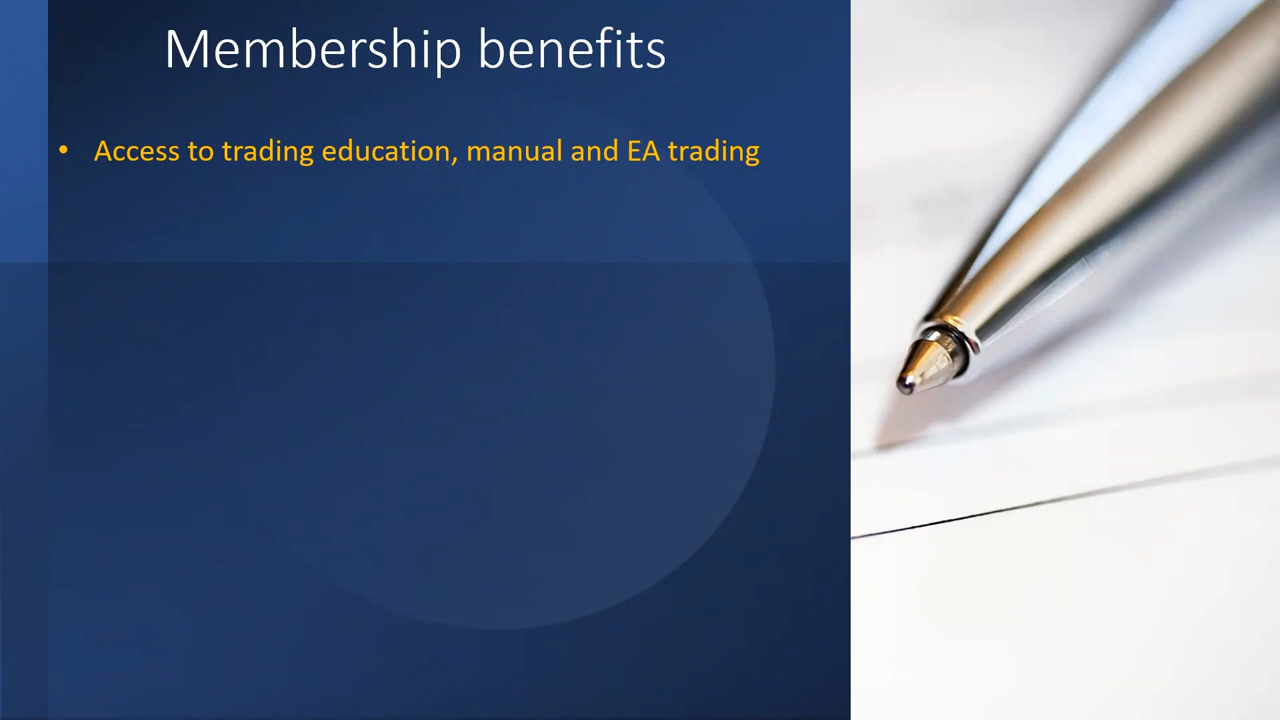 Membership benefits
• Access to trading education, manual and EA trading